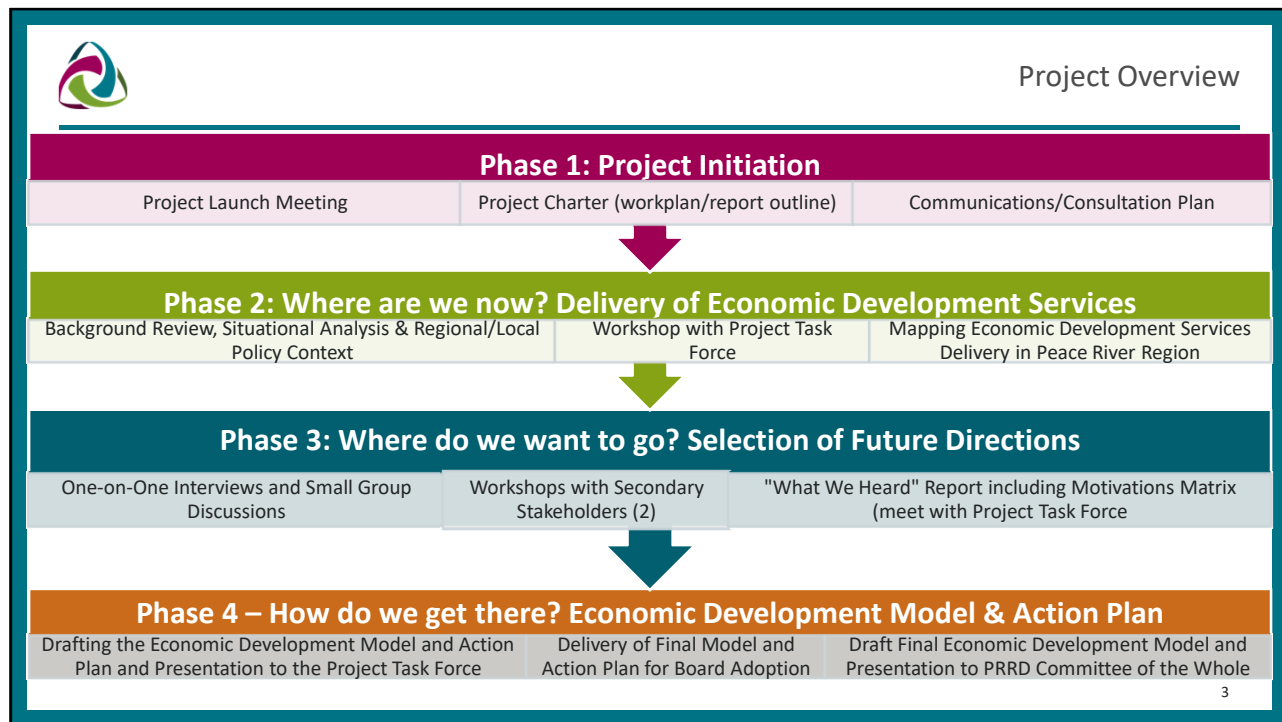 Project Overview
Phase 1: Project Initiation
Project Launch Meeting
Project Charter (workplan/report outline)
Communications/Consultation Plan
Phase 2: Where are we now? Delivery of Economic Development Services
Background Review, Situational Analysis & Regional/Local
Policy Context
Workshop with Project Task
Force
Mapping Economic Development Services
Delivery in Peace River Region
Phase 3: Where do we want to go? Selection of Future Directions
One-on-One Interviews and Small Group
Discussions
Workshops with Secondary
Stakeholders (2)
"What We Heard" Report including Motivations Matrix
(meet with Project Task Force
Phase 4 – How do we get there? Economic Development Model & Action Plan
Drafting the Economic Development Model and Action
Plan and Presentation to the Project Task Force
Delivery of Final Model and
Action Plan for Board Adoption
Draft Final Economic Development Model and
Presentation to PRRD Committee of the Whole
3